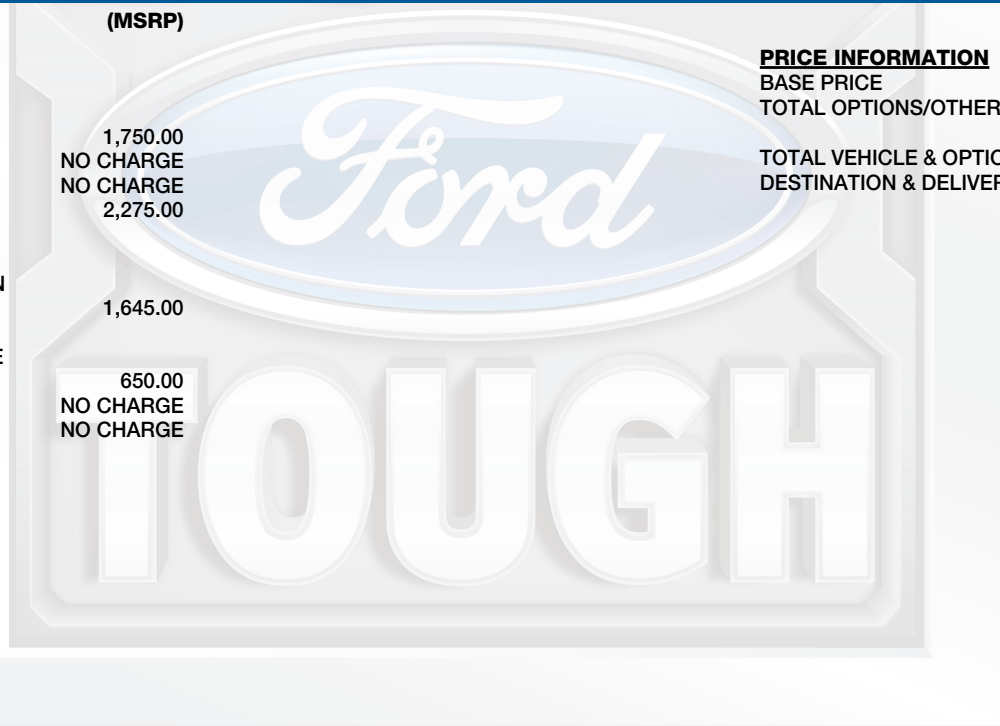 (MSRP)
1,750.00
NO CHARGE
NO CHARGE
2,275.00
N
1,645.00
E
650.00
NO CHARGE
NO CHARGE
PRICE INFORMATION
BASE PRICE
TOTAL OPTIONS/OTHER
TOTAL VEHICLE & OPTIO
DESTINATION & DELIVER
Ford
TOUGH